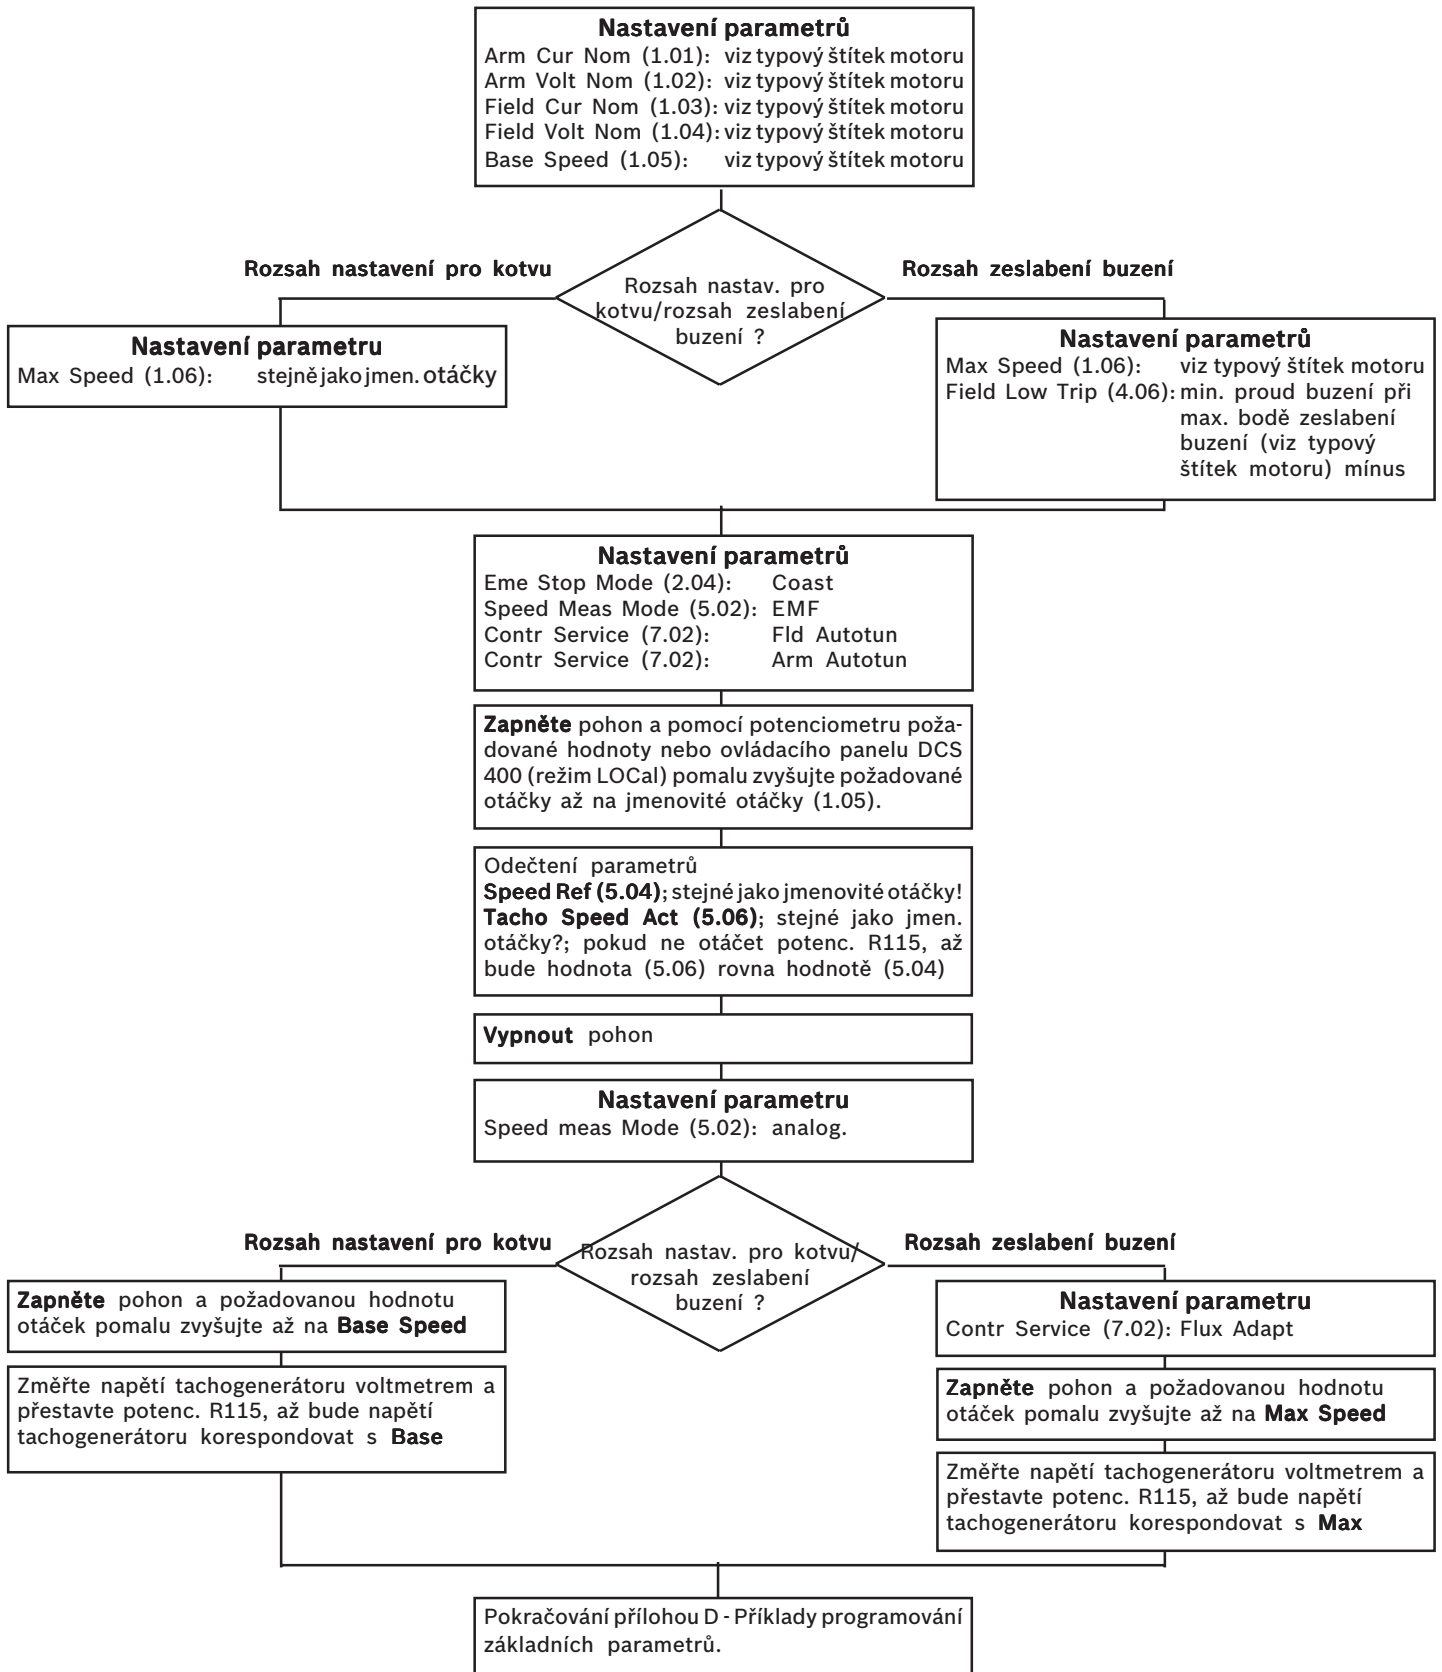 Nastavení parametrů
Arm Cur Nom (1.01): viz typový štítek motoru
Arm Volt Nom (1.02): viz typový štítek motoru
Field Cur Nom (1.03): viz typový štítek motoru
Field Volt Nom (1.04): viz typový štítek motoru
Base Speed (1.05): viz typový štítek motoru
Rozsah nastavení pro kotvu
Rozsah nastav. pro
kotvu/rozsah zeslabení
buzení ?
Rozsah zeslabení buzení
Nastavení parametru
Max Speed (1.06): stejně jako jmen. otáčky
Nastavení parametrů
Max Speed (1.06): viz typový štítek motoru
Field Low Trip (4.06): min. proud buzení při
max. bodě zeslabení
buzení (viz typový
štítek motoru) mínus
Nastavení parametrů
Eme Stop Mode (2.04): Coast
Speed Meas Mode (5.02): EMF
Contr Service (7.02): Fld Autotun
Contr Service (7.02): Arm Autotun
Zapněte pohon a pomocí potenciometru poža-
dované hodnoty nebo ovládacího panelu DCS
400 (režim LOCal) pomalu zvyšujte požadované
otáčky až na jmenovité otáčky (1.05).
Odečtení parametrů
Speed Ref (5.04); stejné jako jmenovité otáčky!
Tacho Speed Act (5.06); stejné jako jmen.
otáčky?; pokud ne otáčet potenc. R115, až
bude hodnota (5.06) rovna hodnotě (5.04)
Vypnout pohon
Nastavení parametru
Speed meas Mode (5.02): analog.
Rozsah nastavení pro kotvu
Rozsah nastav. pro kotvu/
rozsah zeslabení
buzení ?
Rozsah zeslabení buzení
Zapněte pohon a požadovanou hodnotu
otáček pomalu zvyšujte až na Base Speed
Změřte napětí tachogenerátoru voltmetrem a
přestavte potenc. R115, až bude napětí
tachogenerátoru korespondovat s Base
Nastavení parametru
Contr Service (7.02): Flux Adapt
Zapněte pohon a požadovanou hodnotu
otáček pomalu zvyšujte až na Max Speed
Změřte napětí tachogenerátoru voltmetrem a
přestavte potenc. R115, až bude napětí
tachogenerátoru korespondovat s Max
Pokračování přílohou D - Příklady programování
základních parametrů.